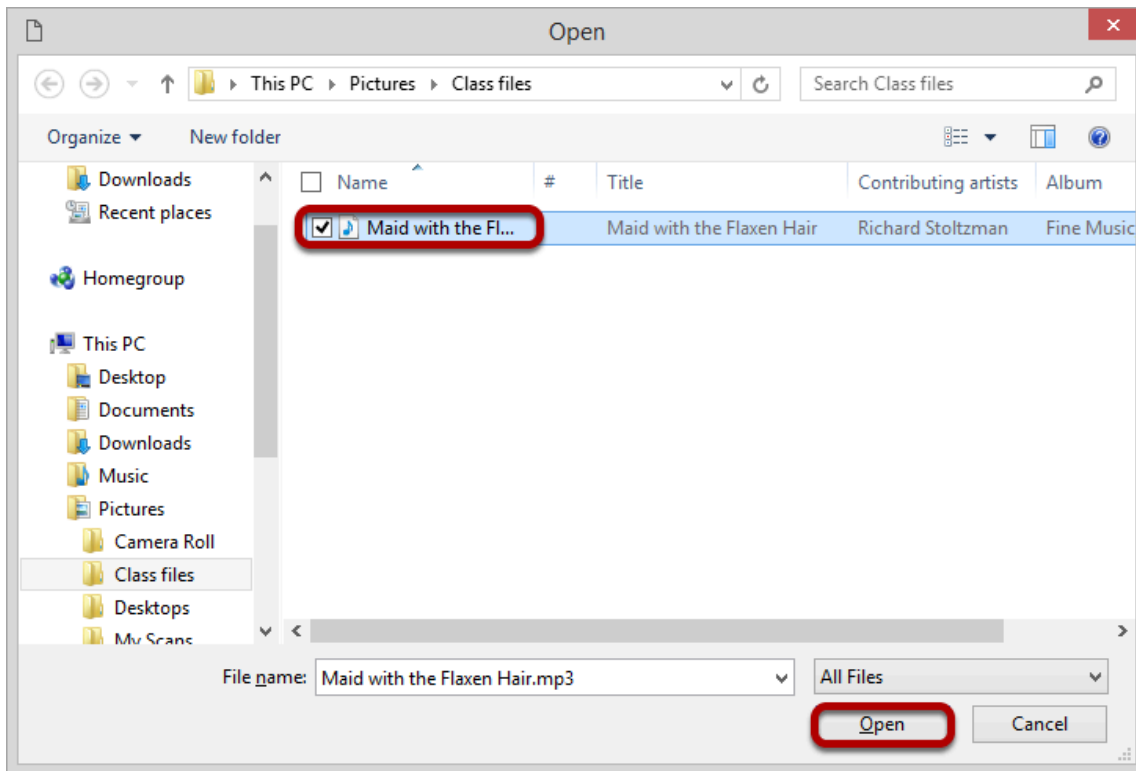 Open
This PC Pictures Class files Search Class files
Organize New folder
Downloads
Recent places
Homegroup
This PC
Desktop
Documents
Downloads
Music
Pictures
Camera Roll
Class files
Desktops
My Scans
Name # Title Contributing artists Album
Maid with the Fl... Maid with the Flaxen Hair Richard Stoltzman Fine Music
File name: Maid with the Flaxen Hair.mp3 All Files
Open Cancel